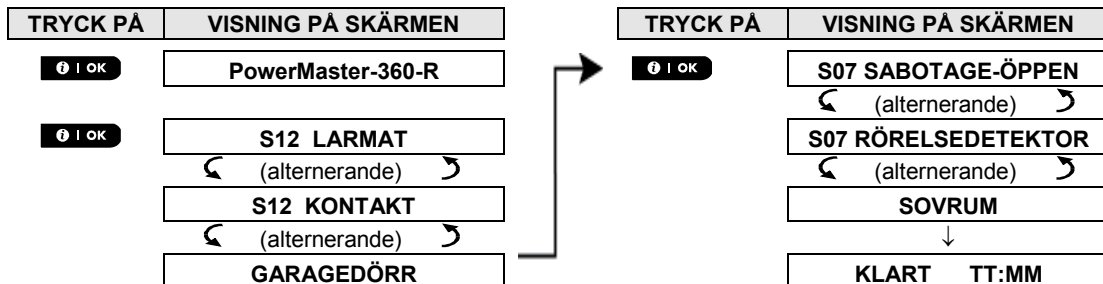 TRYCK PÅ VISNING PÅ SKÄRMEN
i I OK PowerMaster-360-R
i I OK S12 LARMAT
(alternerande)
S12 KONTAKT
(alternerande)
GARAGEDÖRR
TRYCK PÅ VISNING PÅ SKÄRMEN
i I OK S07 SABOTAGE-ÖPPEN
(alternerande)
S07 RÖRELSEDETEKTOR
(alternerande)
SOVRUM
↓
KLART TT:MM